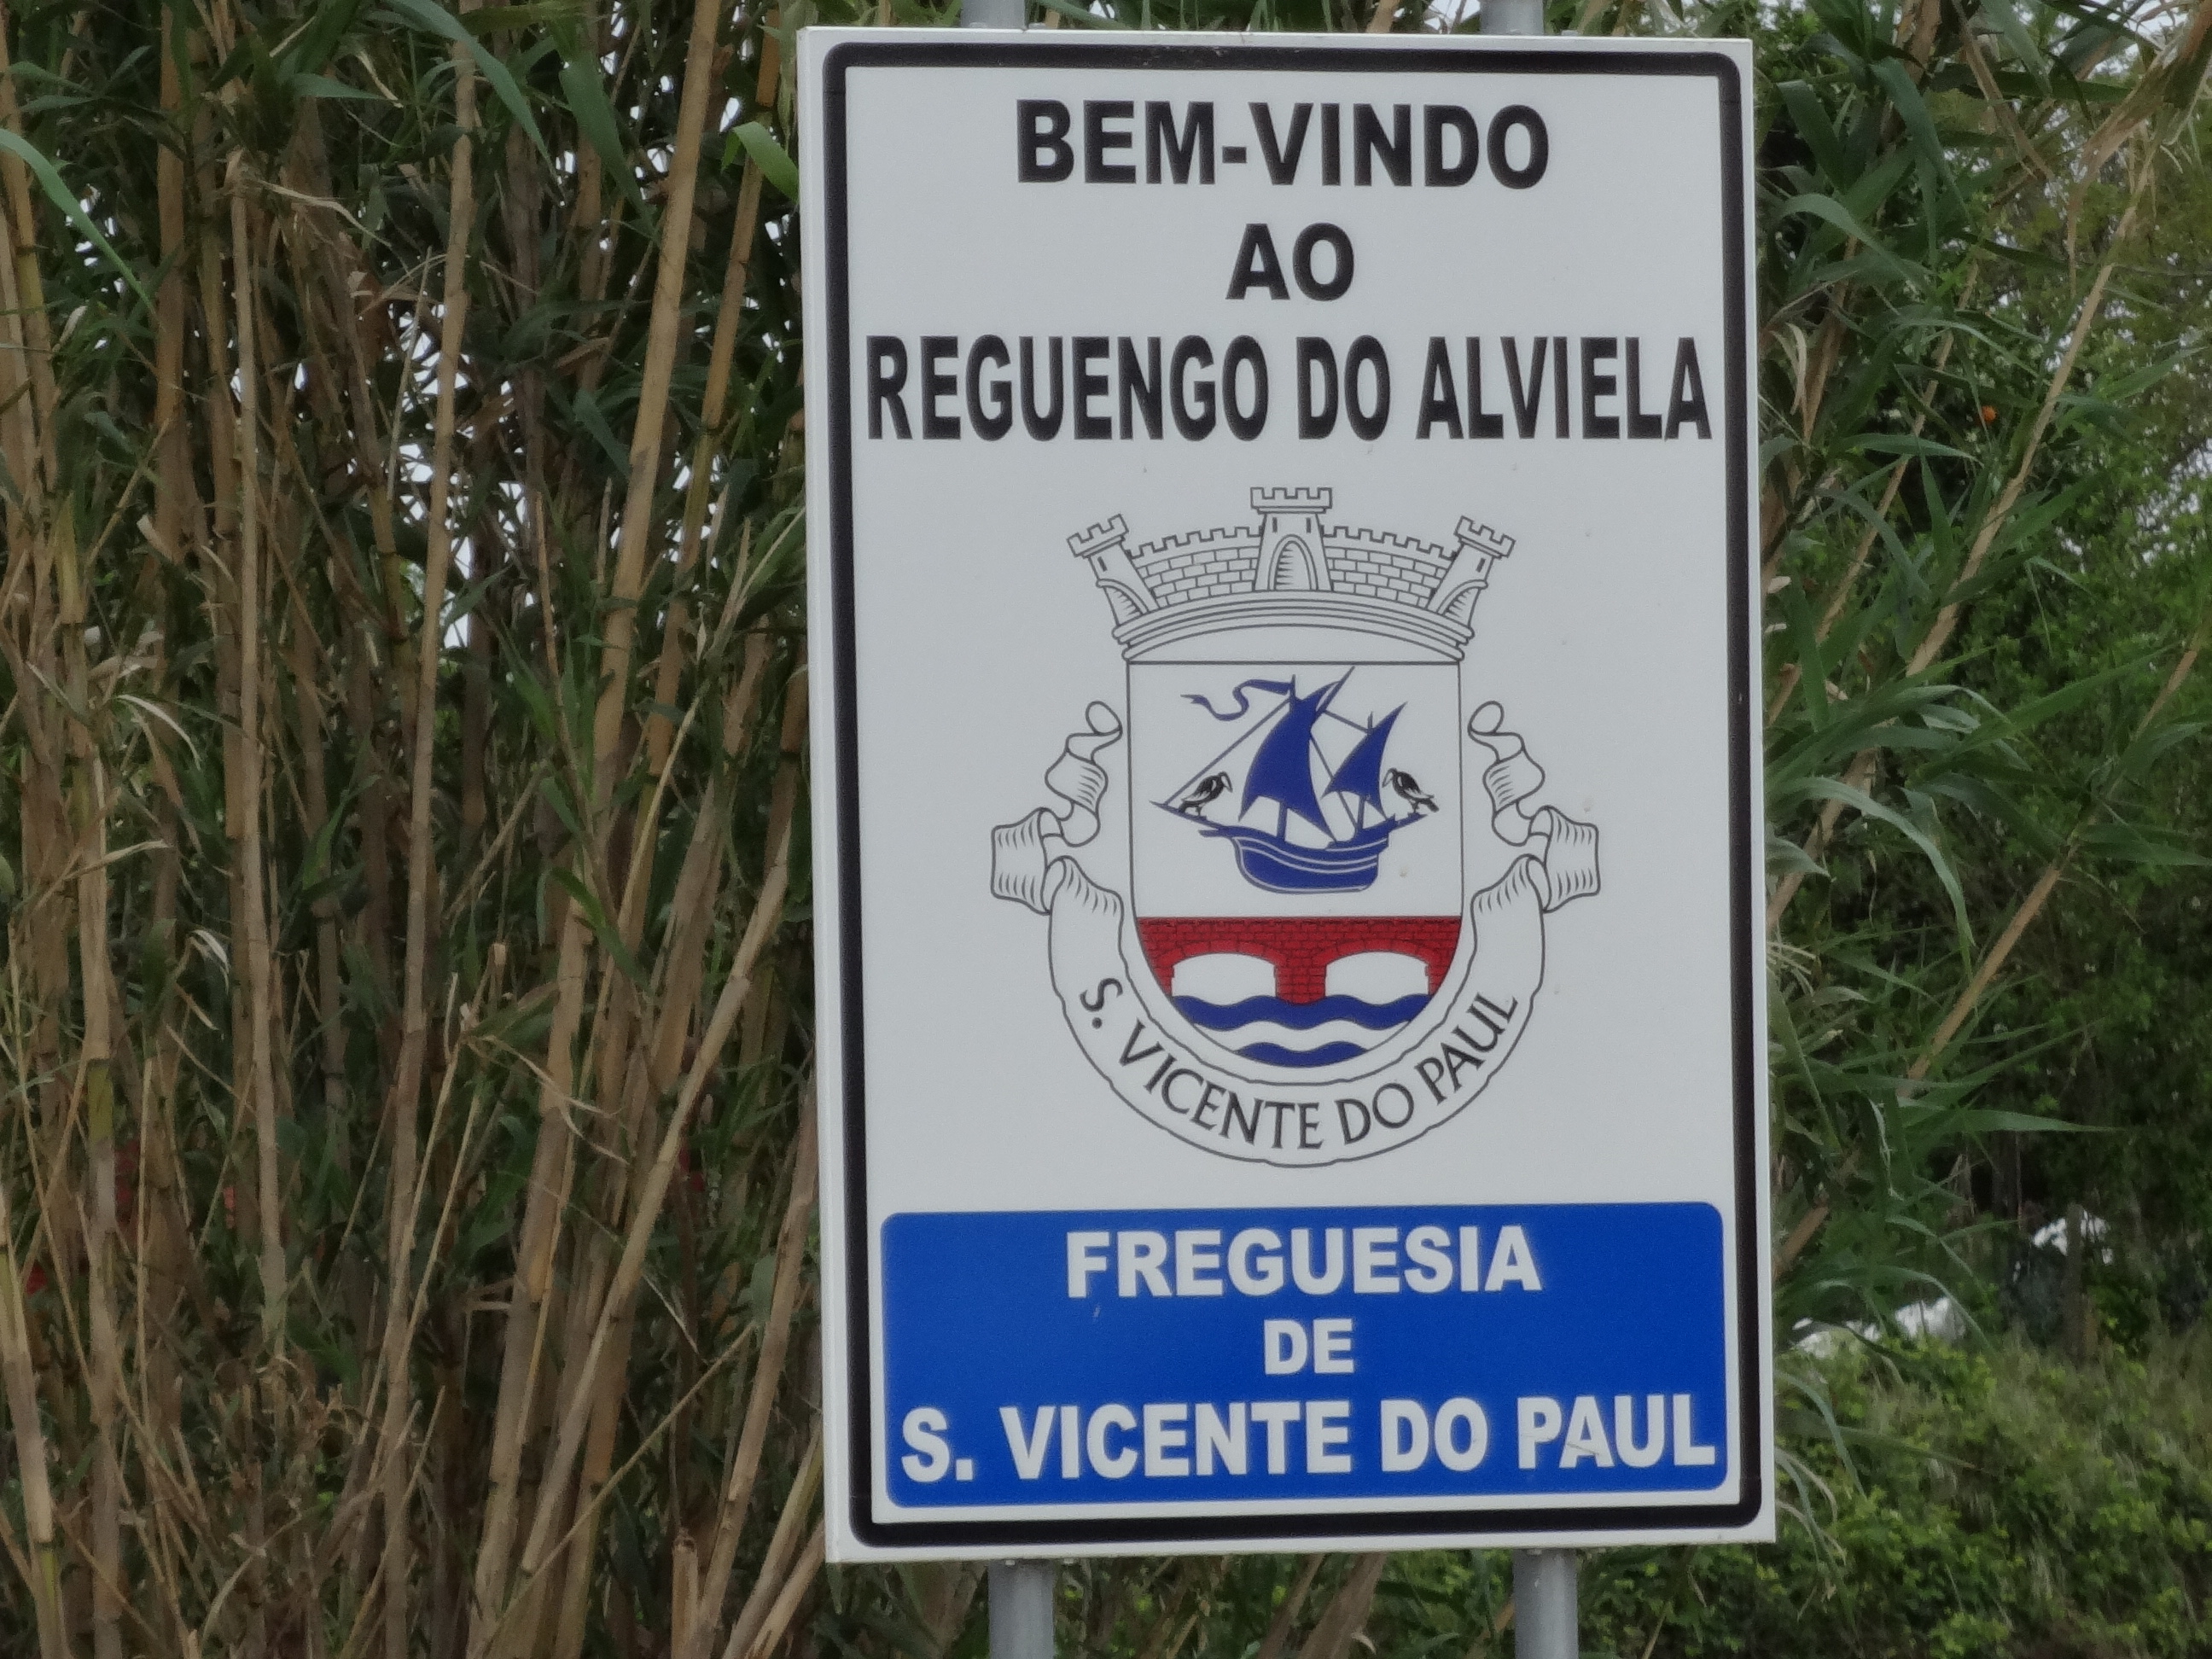 BEM-VINDO
AO
REGUENGO DO ALVIELA
S. VICENTE DO PAUL
FREGUESIA
DE
S. VICENTE DO PAUL